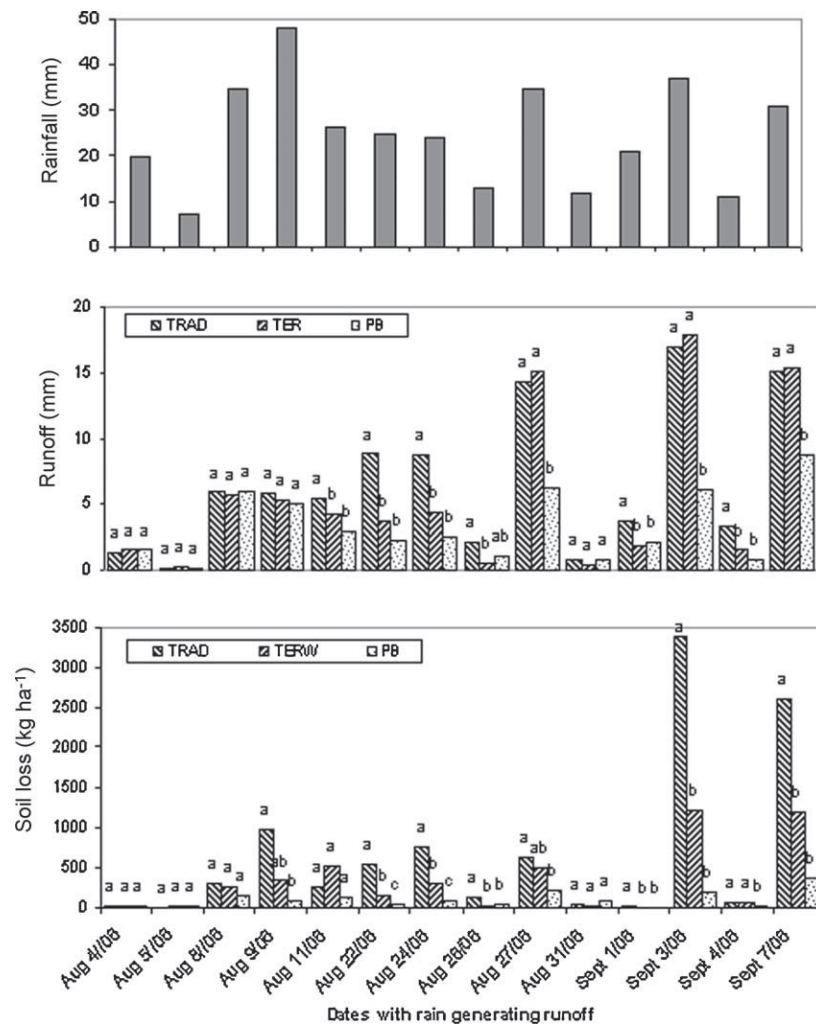 50
40
30
20
10
0
Rainfall (mm)
20
15
10
5
0
Runoff (mm)
TRAD TER PB
a a a
a a a
a a a
a a a
a b b
a b b
a b b
a b ab
a a b
a a a
a b b
a a b
a b b
a a b
3500
3000
2500
2000
1500
1000
500
0
Soil loss (kg ha-1)
TRAD TERW PB
a a a
a a a
a a a
a ab b
a a a
a b c
a b c
a b b
a ab b
a a a
a b b
a b b
a a b
a b b
Aug 4//06
Aug 5//06
Aug 8//06
Aug 9/06
Aug 11/06
Aug 22/06
Aug 24/06
Aug 26/06
Aug 27/06
Aug 31/06
Sept 1/06
Sept 3/06
Sept 4/06
Sept 7/06
Dates with rain generating runoff